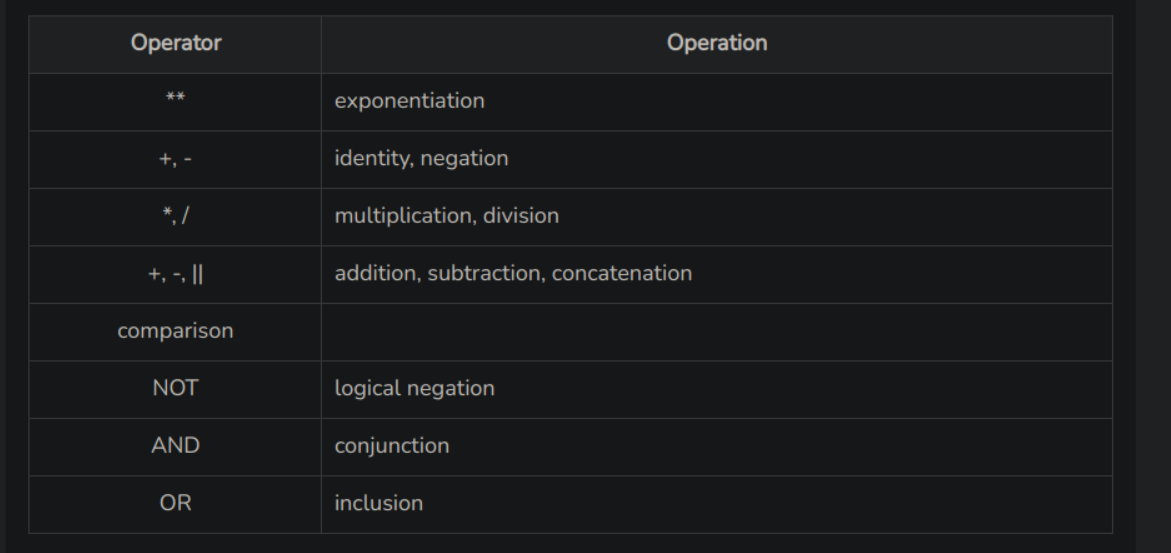 Operator Operation
** exponentiation
+, - identity, negation
*, / multiplication, division
+, -, || addition, subtraction, concatenation
comparison
NOT logical negation
AND conjunction
OR inclusion